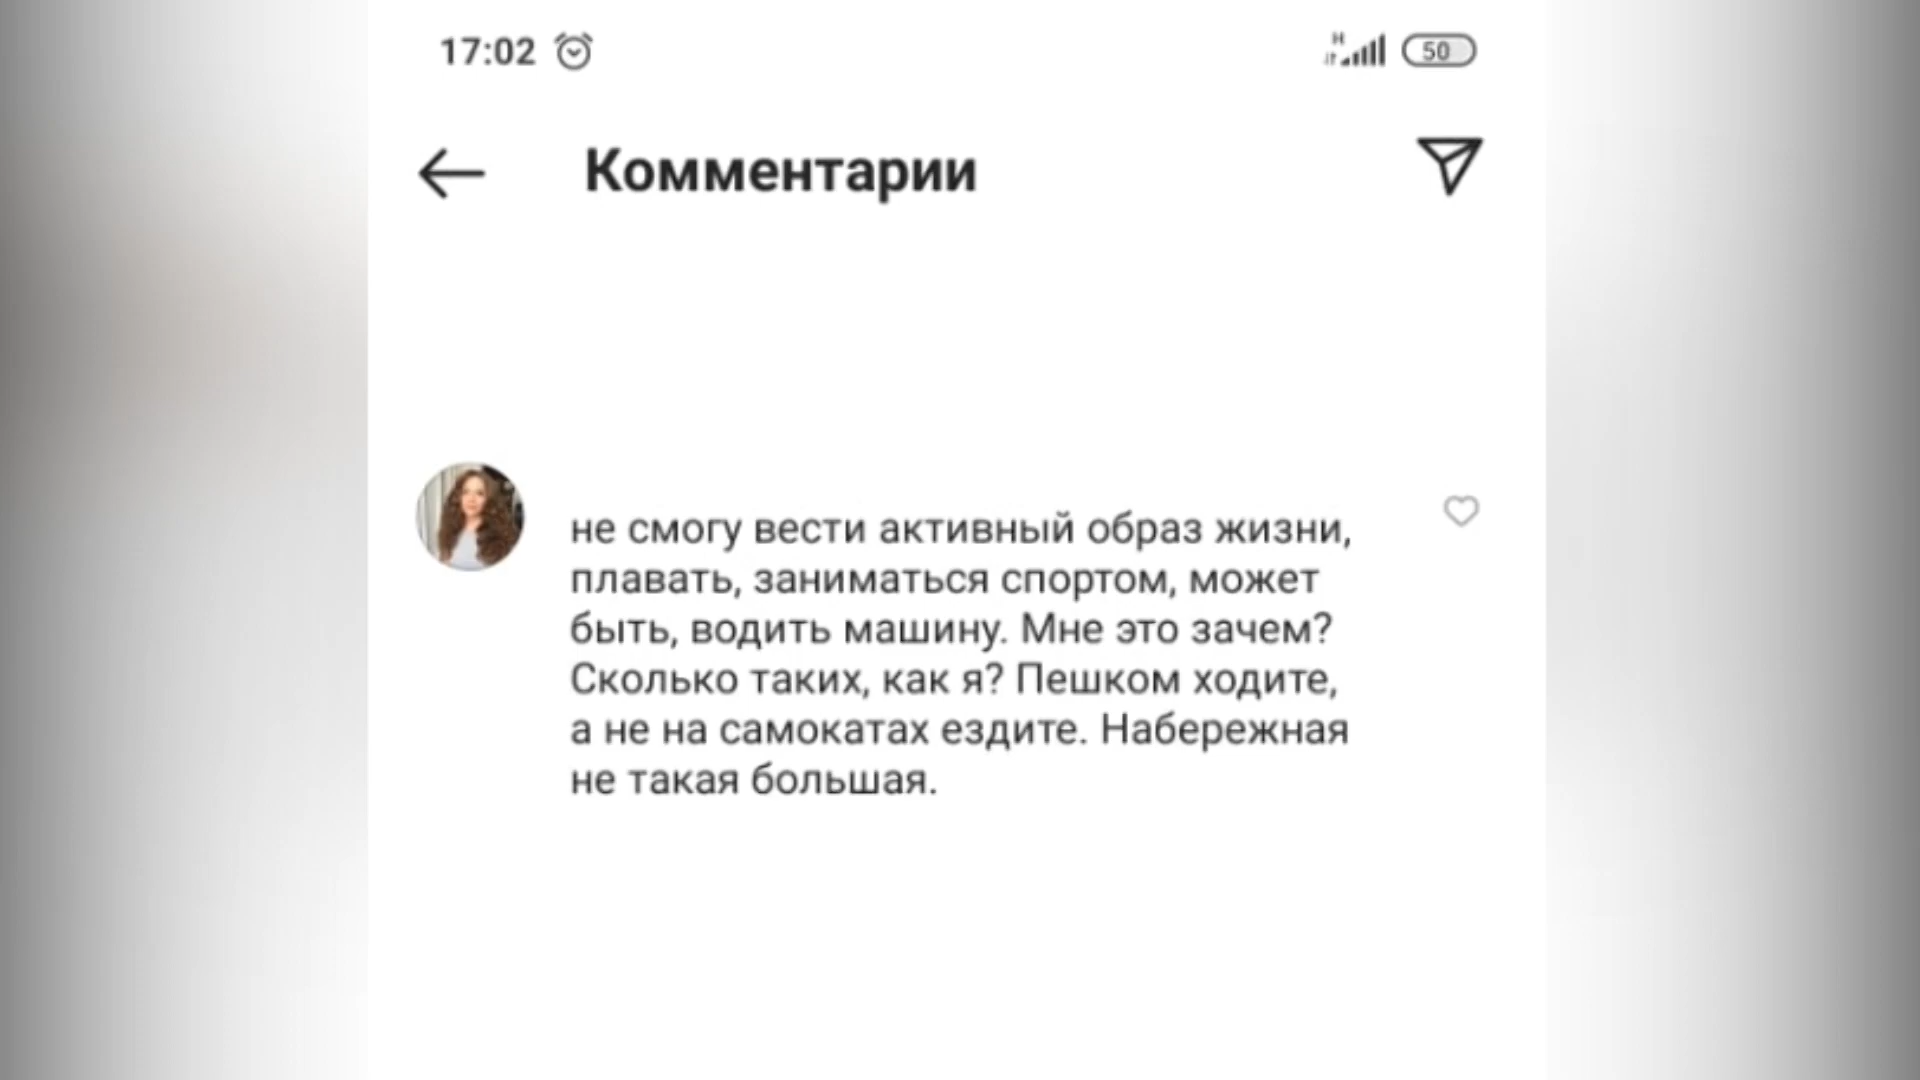 17:02
H
50
Комментарии
не смогу вести активный образ жизни,
плавать, заниматься спортом, может
быть, водить машину. Мне это зачем?
Сколько таких, как я? Пешком ходите,
а не на самокатах ездите. Набережная
не такая большая.